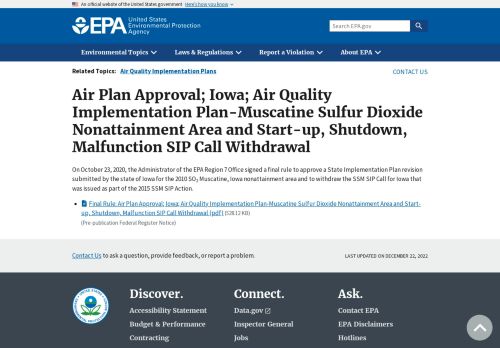 An official website of the United States government Here's how you know
EPA United States
Environmental Protection
Agency
Search EPA.gov
Environmental Topics Laws & Regulations Report a Violation About EPA
Related Topics: Air Quality Implementation Plans
CONTACT US
Air Plan Approval; Iowa; Air Quality
Implementation Plan-Muscatine Sulfur Dioxide
Nonattainment Area and Start-up, Shutdown,
Malfunction SIP Call Withdrawal
On October 23, 2020, the Administrator of the EPA Region 7 Office signed a final rule to approve a State Implementation Plan revision
submitted by the state of Iowa for the 2010 SO2 Muscatine, Iowa nonattainment area and to withdraw the SSM SIP Call for Iowa that
was issued as part of the 2015 SSM SIP Action.
Final Rule: Air Plan Approval; Iowa; Air Quality Implementation Plan-Muscatine Sulfur Dioxide Nonattainment Area and Start-
up, Shutdown, Malfunction SIP Call Withdrawal (pdf) (528.12 KB)
(Pre-publication Federal Register Notice)
Contact Us to ask a question, provide feedback, or report a problem.
LAST UPDATED ON DECEMBER 22, 2022
Discover. Connect. Ask.
Accessibility Statement Data.gov Contact EPA
Budget & Performance Inspector General EPA Disclaimers
Contracting Jobs Hotlines